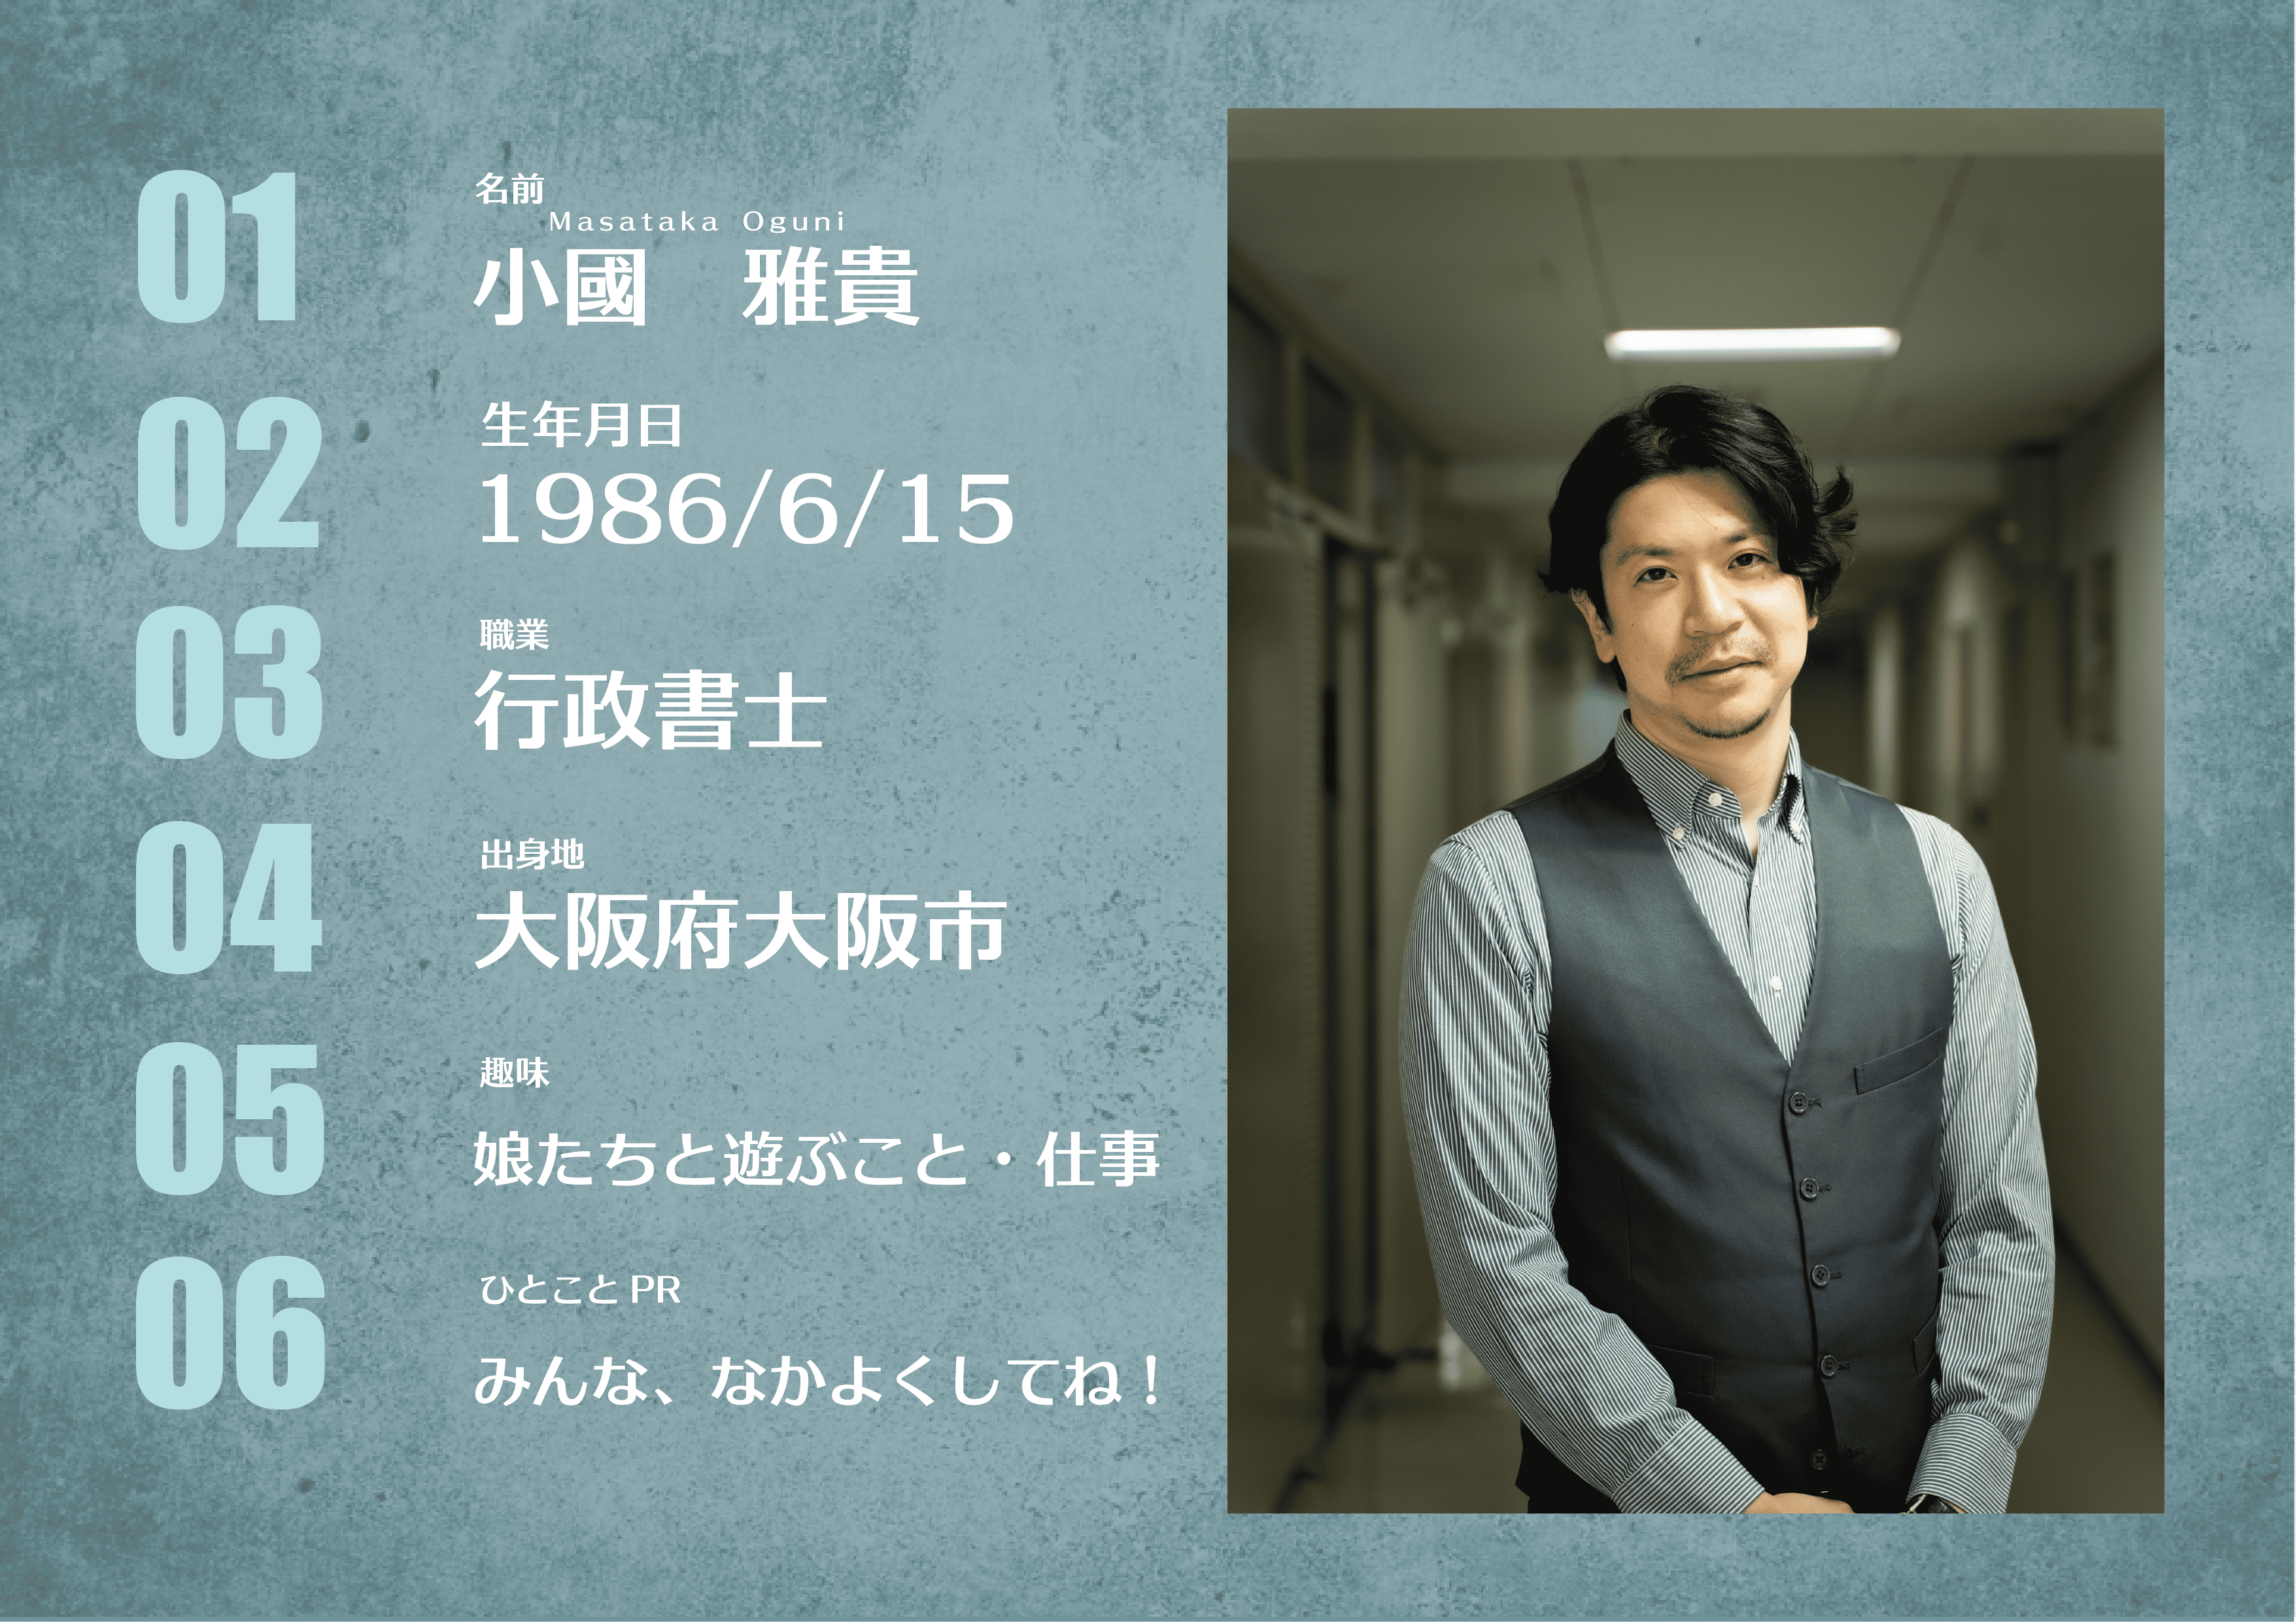 01
名前
Masataka Oguni
小國　雅貴
02
生年月日
1986/6/15
03
職業
行政書士
04
出身地
大阪府大阪市
05
趣味
娘たちと遊ぶこと・仕事
06
ひとこと PR
みんな、なかよくしてね！